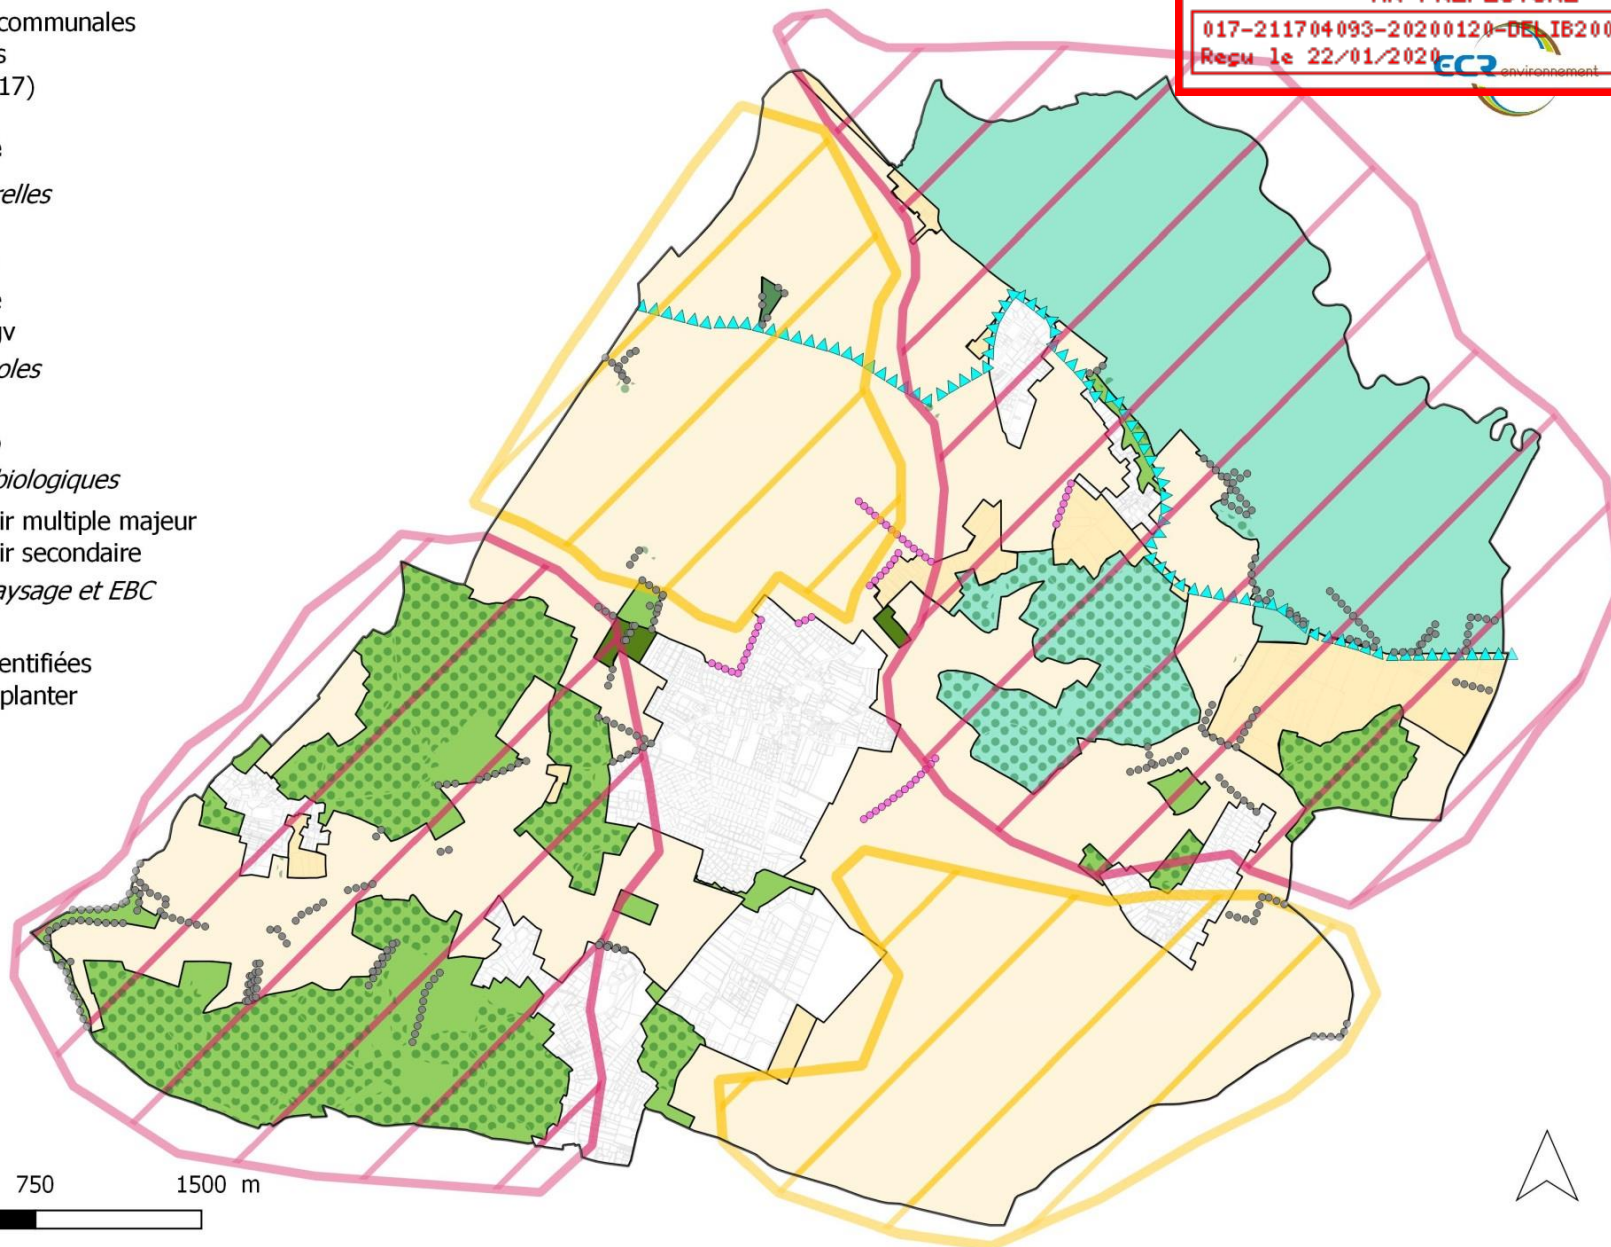 communales
s
17)
e
relles
e
gv
oles
biologiques
ir multiple majeur
ir secondaire
aysage et EBC
entifiées
planter
750 1500 m
017-211704093-20200120-DELIB200
Reçu le 22/01/2020
ECR environnement